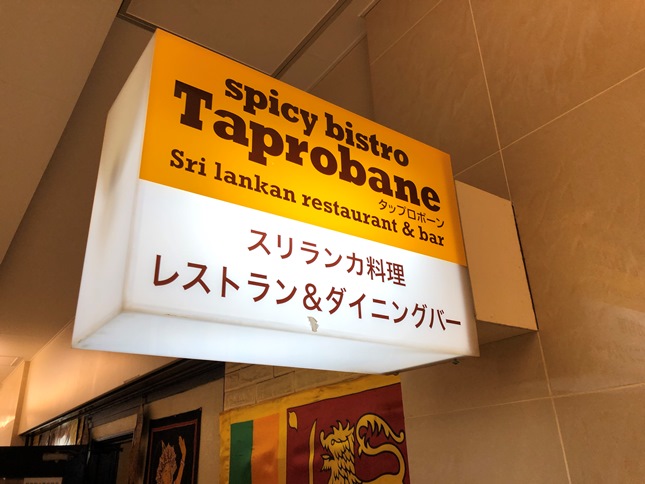 spicy bistro
Taprobane
タップロボーン
Sri lankan restaurant & bar
スリランカ料理
レストラン＆ダイニングバー